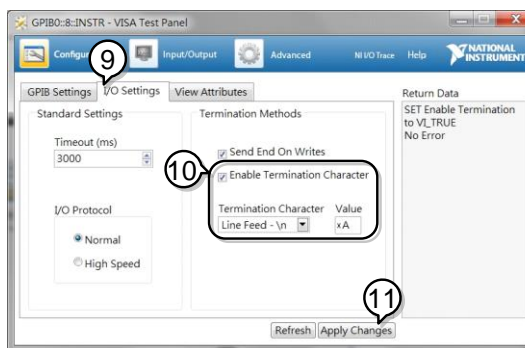 GPIB0::8::INSTR - VISA Test Panel
Input/Output Advanced NI I/O Trace Help NATIONAL
INSTRUMENT
9
GPIB Settings I/O Settings View Attributes
Return Data
SET Enable Termination
to VI_TRUE
No Error
Standard Settings
Timeout (ms)
3000
I/O Protocol
Normal
High Speed
Termination Methods
Send End On Writes
10
Enable Termination Character
Termination Character Value
Line Feed - \n xA
11
Refresh Apply Changes